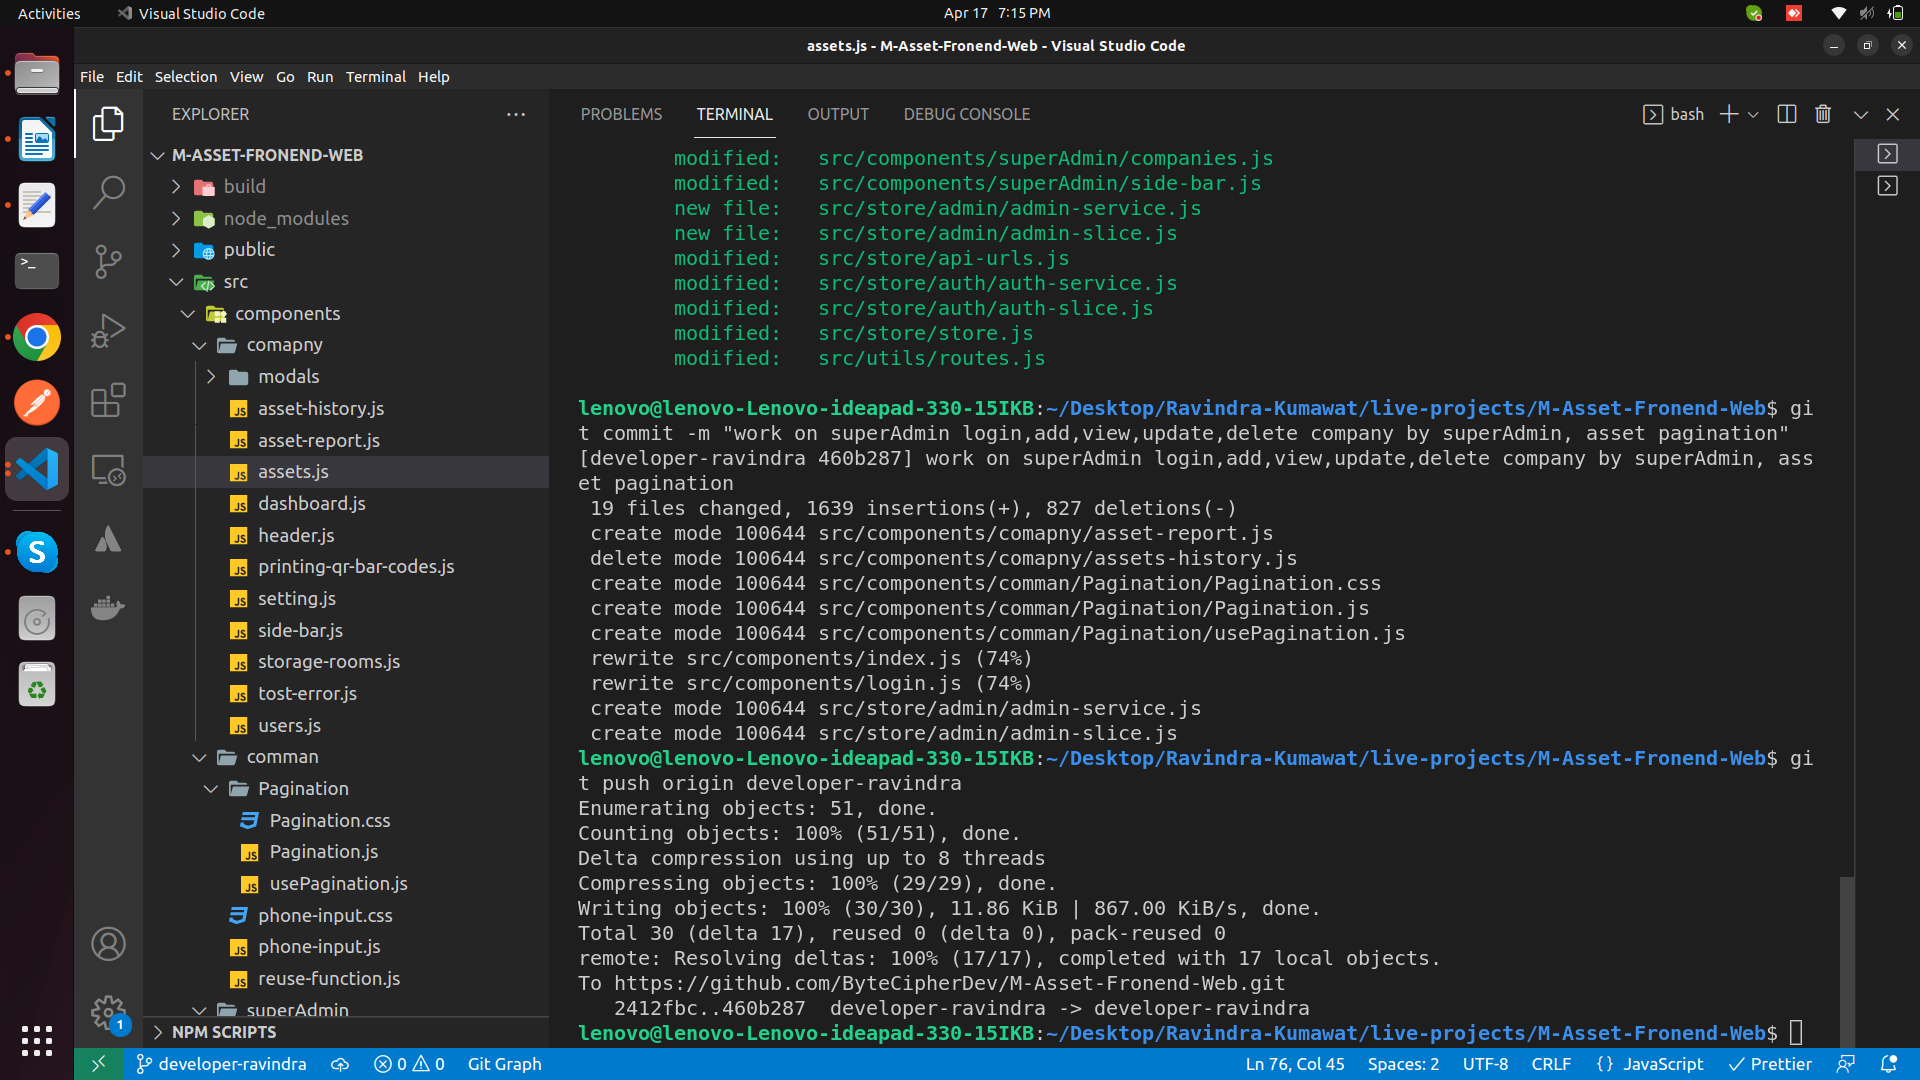 Activities
Visual Studio Code
Apr 17 7:15 PM
assets.js - M-Asset-Fronend-Web - Visual Studio Code
File Edit Selection View Go Run Terminal Help
EXPLORER
M-ASSET-FRONEND-WEB
build
node_modules
public
src
components
comapny
modals
asset-history.js
asset-report.js
assets.js
dashboard.js
header.js
printing-qr-bar-codes.js
setting.js
side-bar.js
storage-rooms.js
tost-error.js
users.js
comman
Pagination
Pagination.css
Pagination.js
usePagination.js
phone-input.css
phone-input.js
reuse-function.js
superAdmin
NPM SCRIPTS
1
PROBLEMS TERMINAL OUTPUT DEBUG CONSOLE
bash
modified: src/components/superAdmin/companies.js
modified: src/components/superAdmin/side-bar.js
new file: src/store/admin/admin-service.js
new file: src/store/admin/admin-slice.js
modified: src/store/api-urls.js
modified: src/store/auth/auth-service.js
modified: src/store/auth/auth-slice.js
modified: src/store/store.js
modified: src/utils/routes.js
lenovo@lenovo-Lenovo-ideapad-330-15IKB:~/Desktop/Ravindra-Kumawat/live-projects/M-Asset-Fronend-Web$ gi
t commit -m "work on superAdmin login,add,view,update,delete company by superAdmin, asset pagination"
[developer-ravindra 460b287] work on superAdmin login,add,view,update,delete company by superAdmin, ass
et pagination
19 files changed, 1639 insertions(+), 827 deletions(-)
create mode 100644 src/components/comapny/asset-report.js
delete mode 100644 src/components/comapny/assets-history.js
create mode 100644 src/components/comman/Pagination/Pagination.css
create mode 100644 src/components/comman/Pagination/Pagination.js
create mode 100644 src/components/comman/Pagination/usePagination.js
rewrite src/components/index.js (74%)
rewrite src/components/login.js (74%)
create mode 100644 src/store/admin/admin-service.js
create mode 100644 src/store/admin/admin-slice.js
lenovo@lenovo-Lenovo-ideapad-330-15IKB:~/Desktop/Ravindra-Kumawat/live-projects/M-Asset-Fronend-Web$ gi
t push origin developer-ravindra
Enumerating objects: 51, done.
Counting objects: 100% (51/51), done.
Delta compression using up to 8 threads
Compressing objects: 100% (29/29), done.
Writing objects: 100% (30/30), 11.86 KiB | 867.00 KiB/s, done.
Total 30 (delta 17), reused 0 (delta 0), pack-reused 0
remote: Resolving deltas: 100% (17/17), completed with 17 local objects.
To https://github.com/ByteCipherDev/M-Asset-Fronend-Web.git
2412fbc..460b287 developer-ravindra -> developer-ravindra
lenovo@lenovo-Lenovo-ideapad-330-15IKB:~/Desktop/Ravindra-Kumawat/live-projects/M-Asset-Fronend-Web$
developer-ravindra 0 0 Git Graph
Ln 76, Col 45 Spaces: 2 UTF-8 CRLF {} JavaScript Prettier